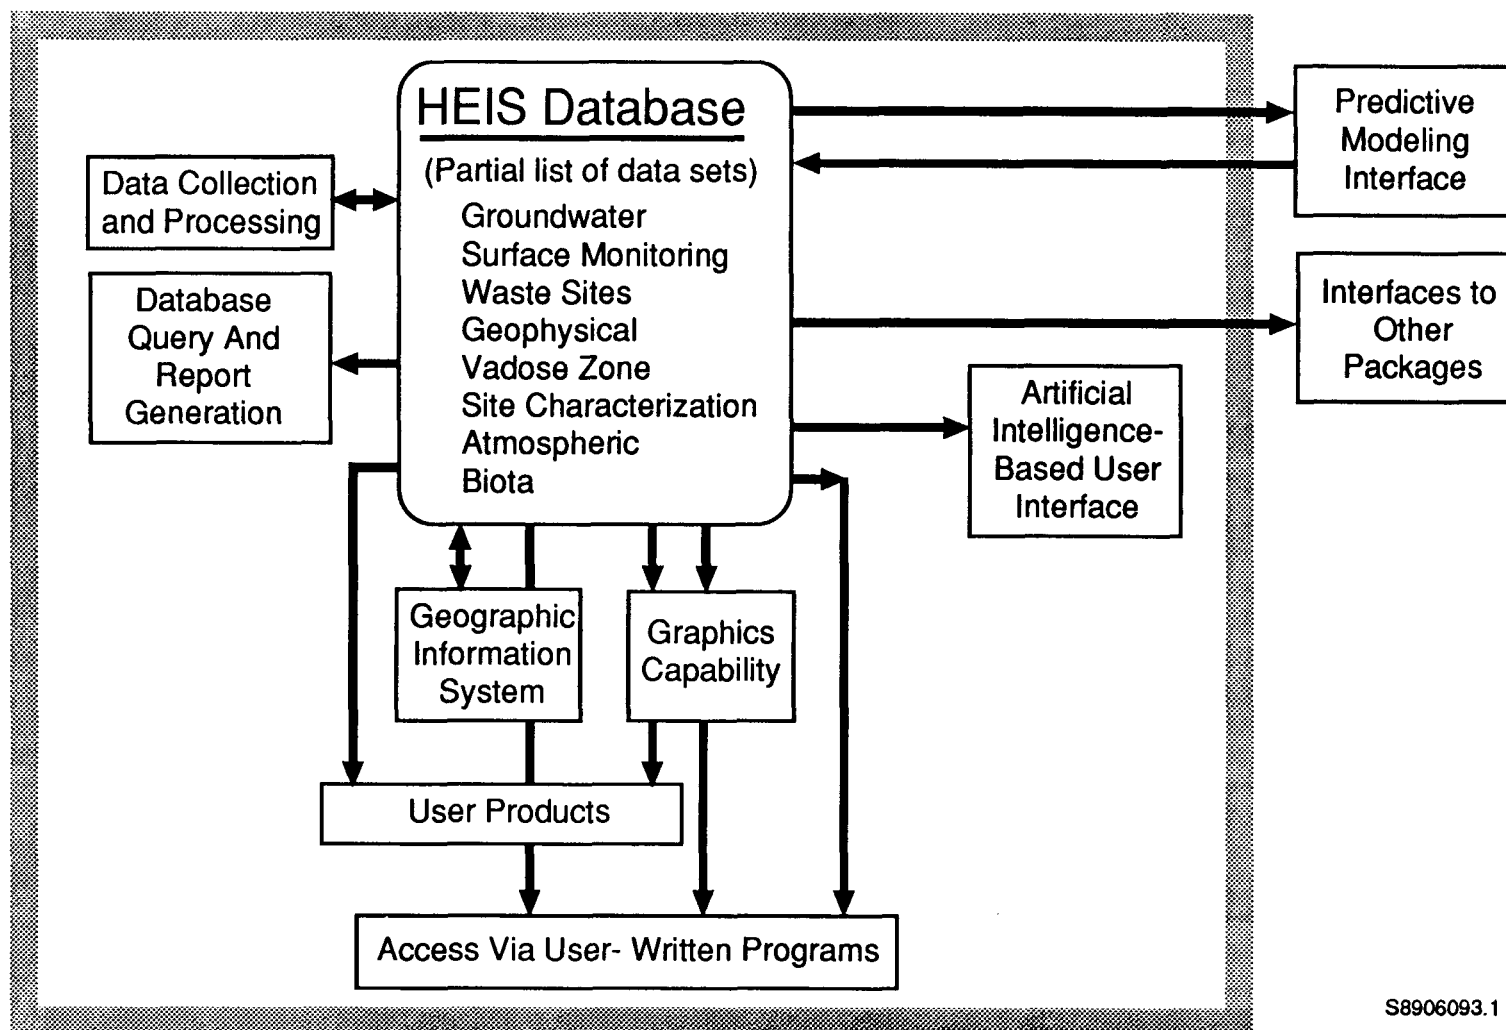 HEIS Database
(Partial list of data sets)
Groundwater
Surface Monitoring
Waste Sites
Geophysical
Vadose Zone
Site Characterization
Atmospheric
Biota
Data Collection
and Processing
Database
Query And
Report
Generation
Predictive
Modeling
Interface
Interfaces to
Other
Packages
Artificial
Intelligence-
Based User
Interface
Geographic
Information
System
Graphics
Capability
User Products
Access Via User- Written Programs
S8906093.1